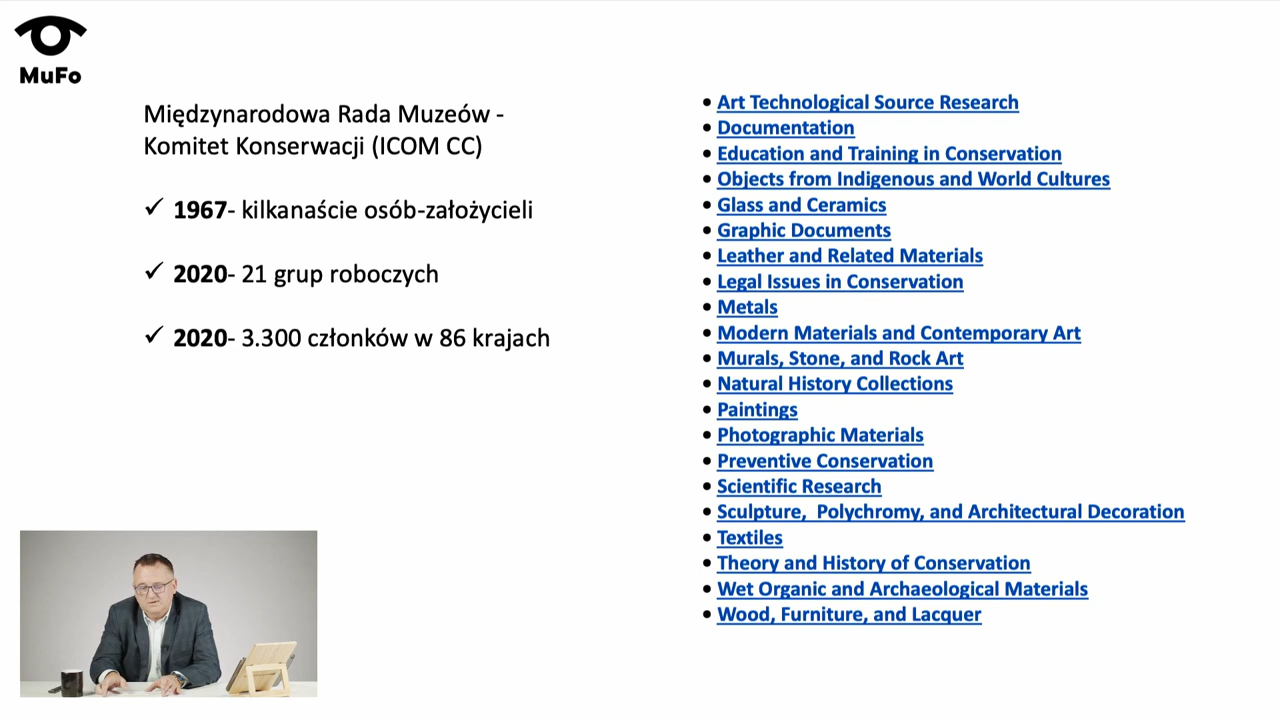 MuFo
Międzynarodowa Rada Muzeów -
Komitet Konserwacji (ICOM CC)
✓ 1967- kilkanaście osób-założycieli
✓ 2020- 21 grup roboczych
✓ 2020- 3.300 członków w 86 krajach
• Art Technological Source Research
• Documentation
• Education and Training in Conservation
• Objects from Indigenous and World Cultures
• Glass and Ceramics
• Graphic Documents
• Leather and Related Materials
• Legal Issues in Conservation
• Metals
• Modern Materials and Contemporary Art
• Murals, Stone, and Rock Art
• Natural History Collections
• Paintings
• Photographic Materials
• Preventive Conservation
• Scientific Research
• Sculpture,  Polychromy, and Architectural Decoration
• Textiles
• Theory and History of Conservation
• Wet Organic and Archaeological Materials
• Wood, Furniture, and Lacquer